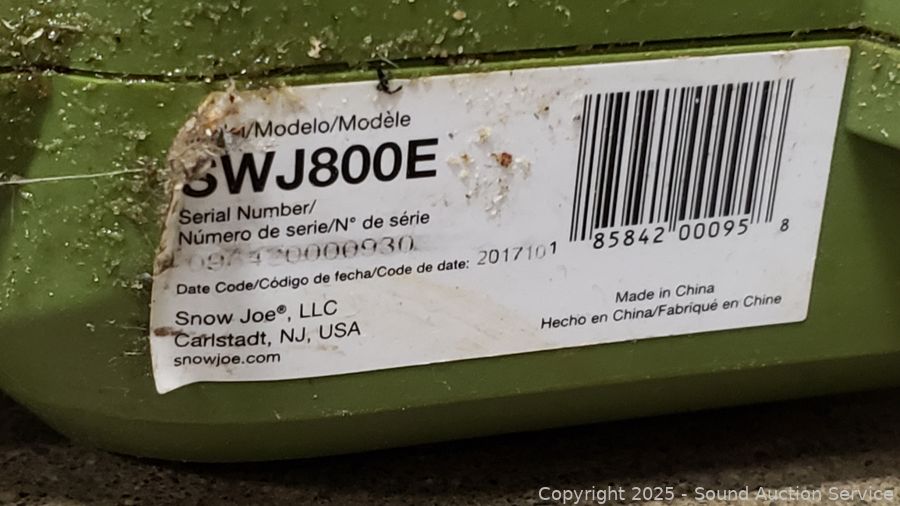 /Modelo/Modèle
SWJ800E
Serial Number/
Número de serie/N° de série
Date Code/Código de fecha/Code de date: 2017101
Snow Joe®, LLC
Carlstadt, NJ, USA
snowjoe.com
1 85842 00095 8
Made in China
Hecho en China/Fabriqué en Chine
Copyright 2025 - Sound Auction Service